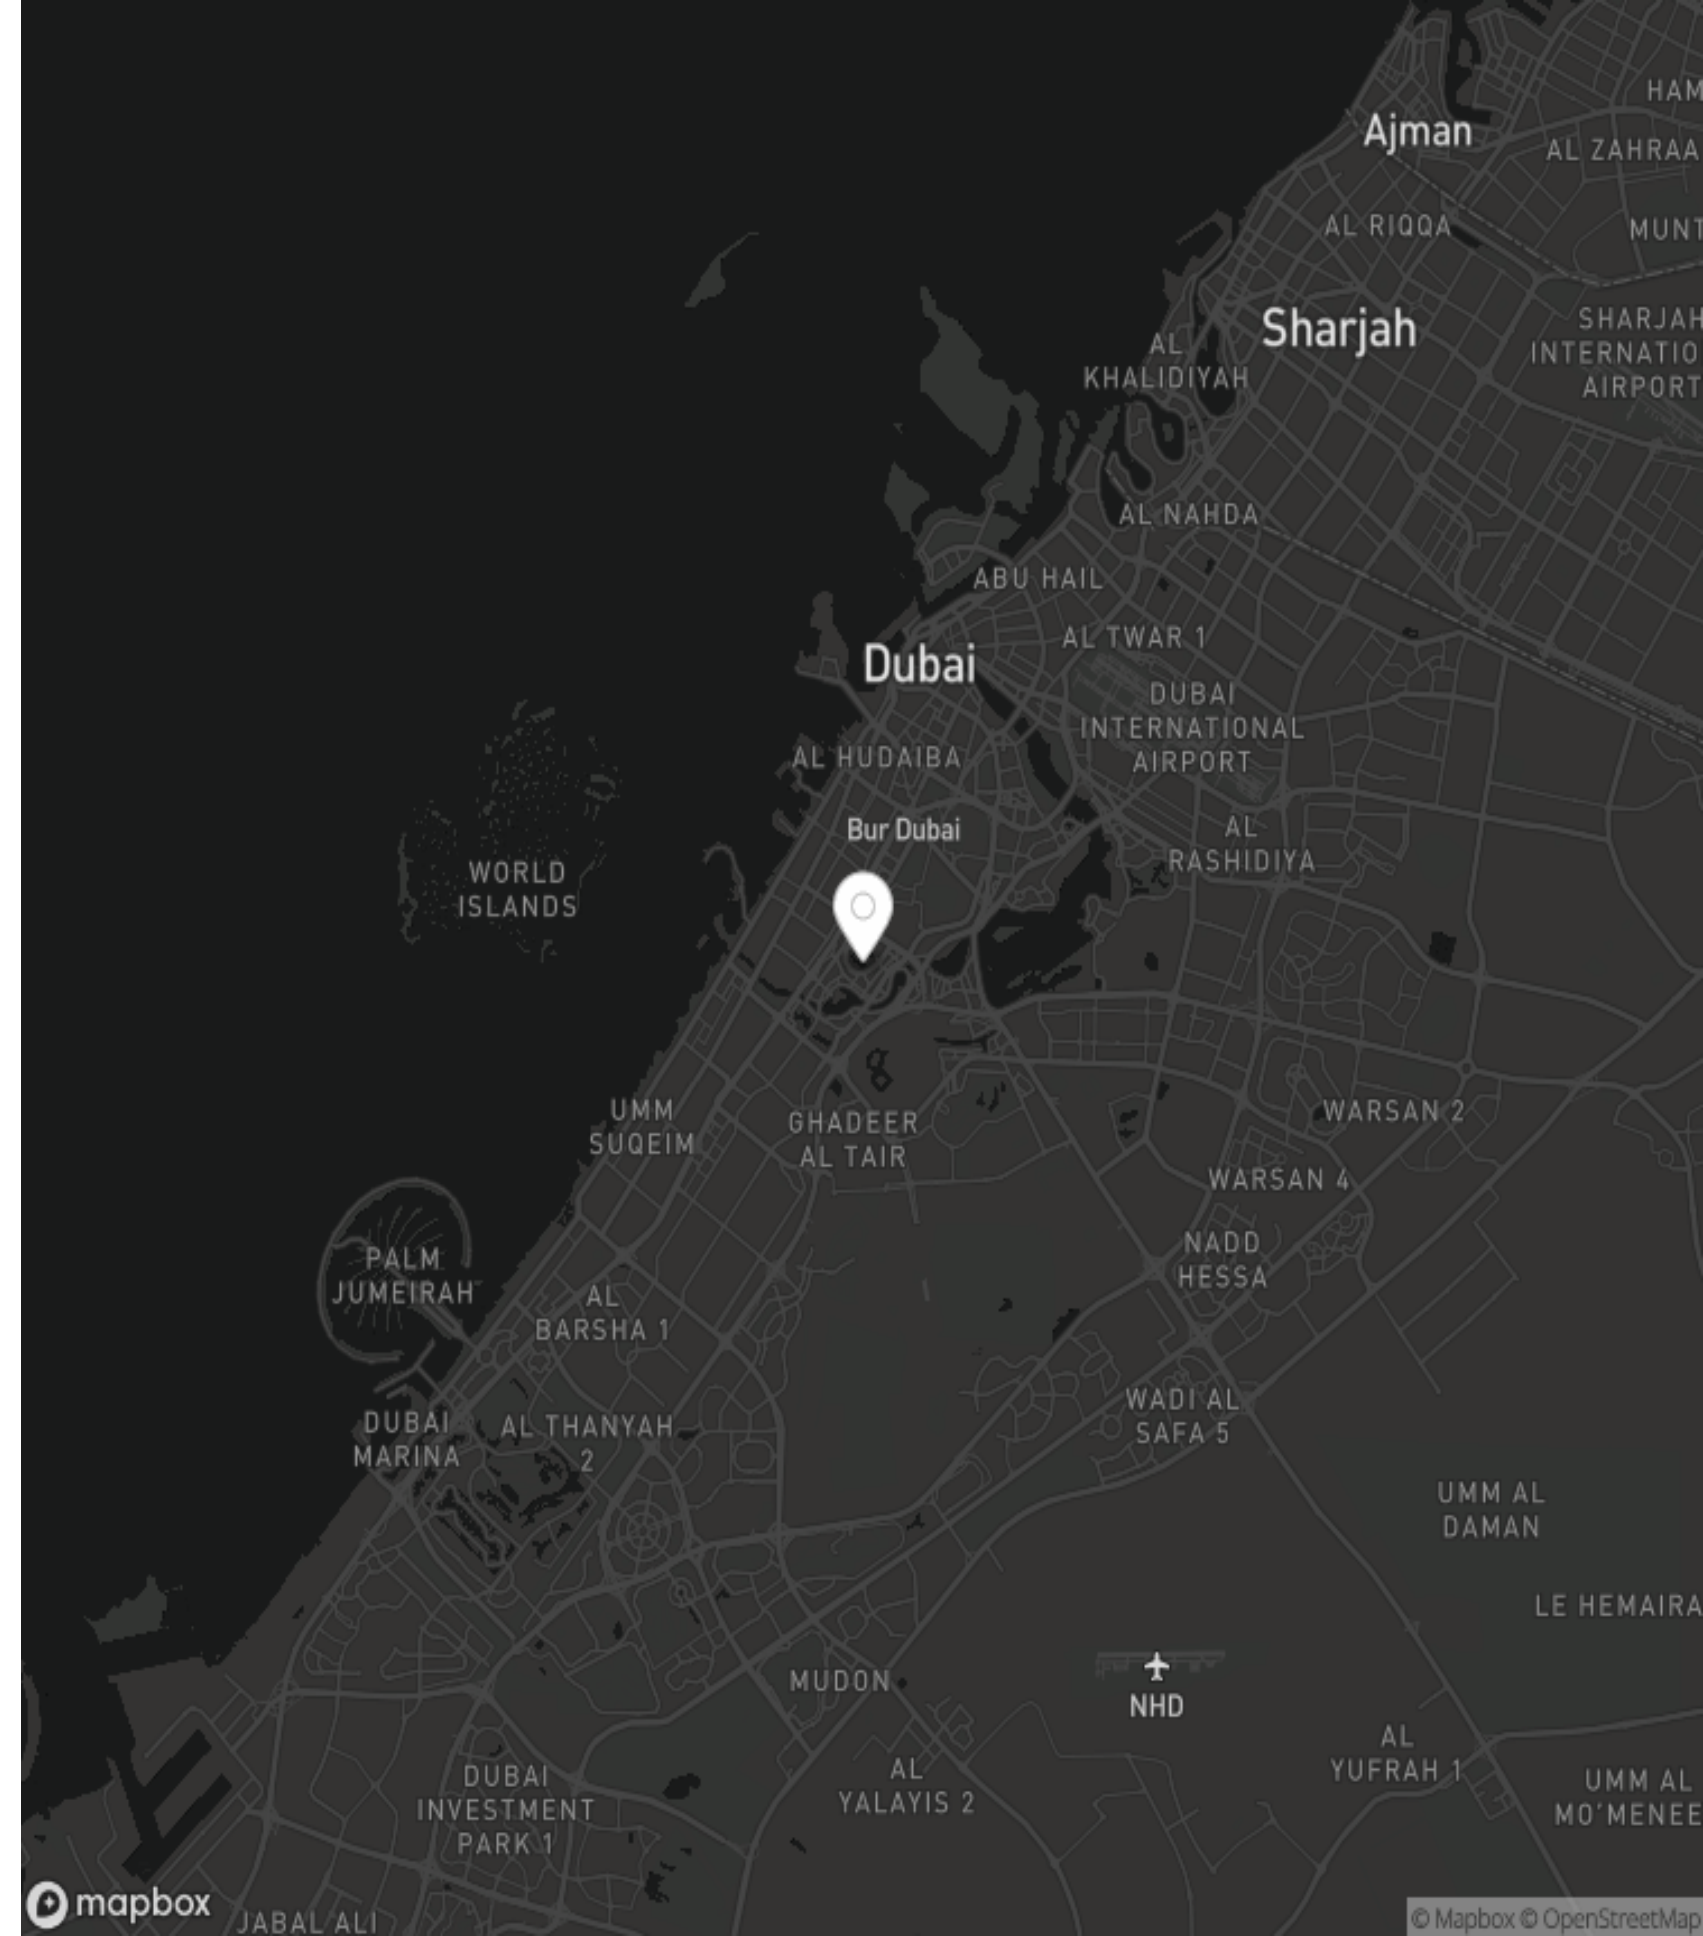 HAM
Ajman
AL ZAHRAA
AL RIQQA
MUNT
Sharjah
SHARJAH
INTERNATIO
AIRPORT
AL
KHALIDIYAH
AL NAHDA
ABU HAIL
AL TWAR 1
Dubai
DUBAI
INTERNATIONAL
AIRPORT
AL HUDAIBA
Bur Dubai
AL
RASHIDIYA
WORLD
ISLANDS
UMM
SUQEIM
GHADEER
AL TAIR
WARSAN 2
WARSAN 4
NADD
HESSA
PALM
JUMEIRAH
AL
BARSHA 1
WADI AL
SAFA 5
DUBAI
MARINA
AL THANYAH
2
UMM AL
DAMAN
LE HEMAIRA
MUDON
NHD
AL
YUFRAH 1
AL
YALAYIS 2
UMM AL
MO'MENEE
DUBAI
INVESTMENT
PARK 1
mapbox
JABAL ALI
© Mapbox © OpenStreetMap